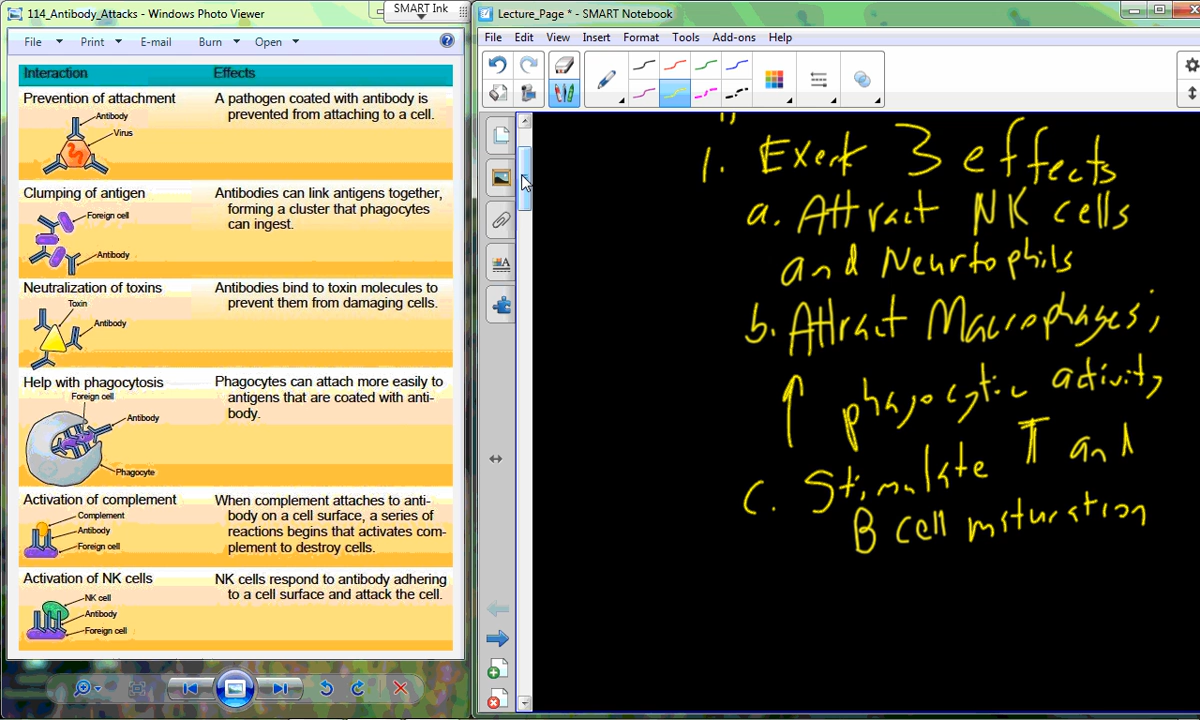 114_Antibody_Attacks - Windows Photo Viewer
SMART Ink
File Print E-mail Burn Open
Interaction Effects
Prevention of attachment
Antibody
Virus
A pathogen coated with antibody is
prevented from attaching to a cell.
Clumping of antigen
Foreign cell
Antibody
Antibodies can link antigens together,
forming a cluster that phagocytes
can ingest.
Neutralization of toxins
Toxin
Antibody
Antibodies bind to toxin molecules to
prevent them from damaging cells.
Help with phagocytosis
Foreign cell
Antibody
Phagocyte
Phagocytes can attach more easily to
antigens that are coated with anti-
body.
Activation of complement
Complement
Antibody
Foreign cell
When complement attaches to anti-
body on a cell surface, a series of
reactions begins that activates com-
plement to destroy cells.
Activation of NK cells
NK cell
Antibody
Foreign cell
NK cells respond to antibody adhering
to a cell surface and attack the cell.
Lecture_Page * - SMART Notebook
File Edit View Insert Format Tools Add-ons Help
1. Exert 3 effects
a. Attract NK cells
and Neurtophils
b. Attract Macrophages;
↑ phagocytic activity
c. Stimulate T and
B cell maturation